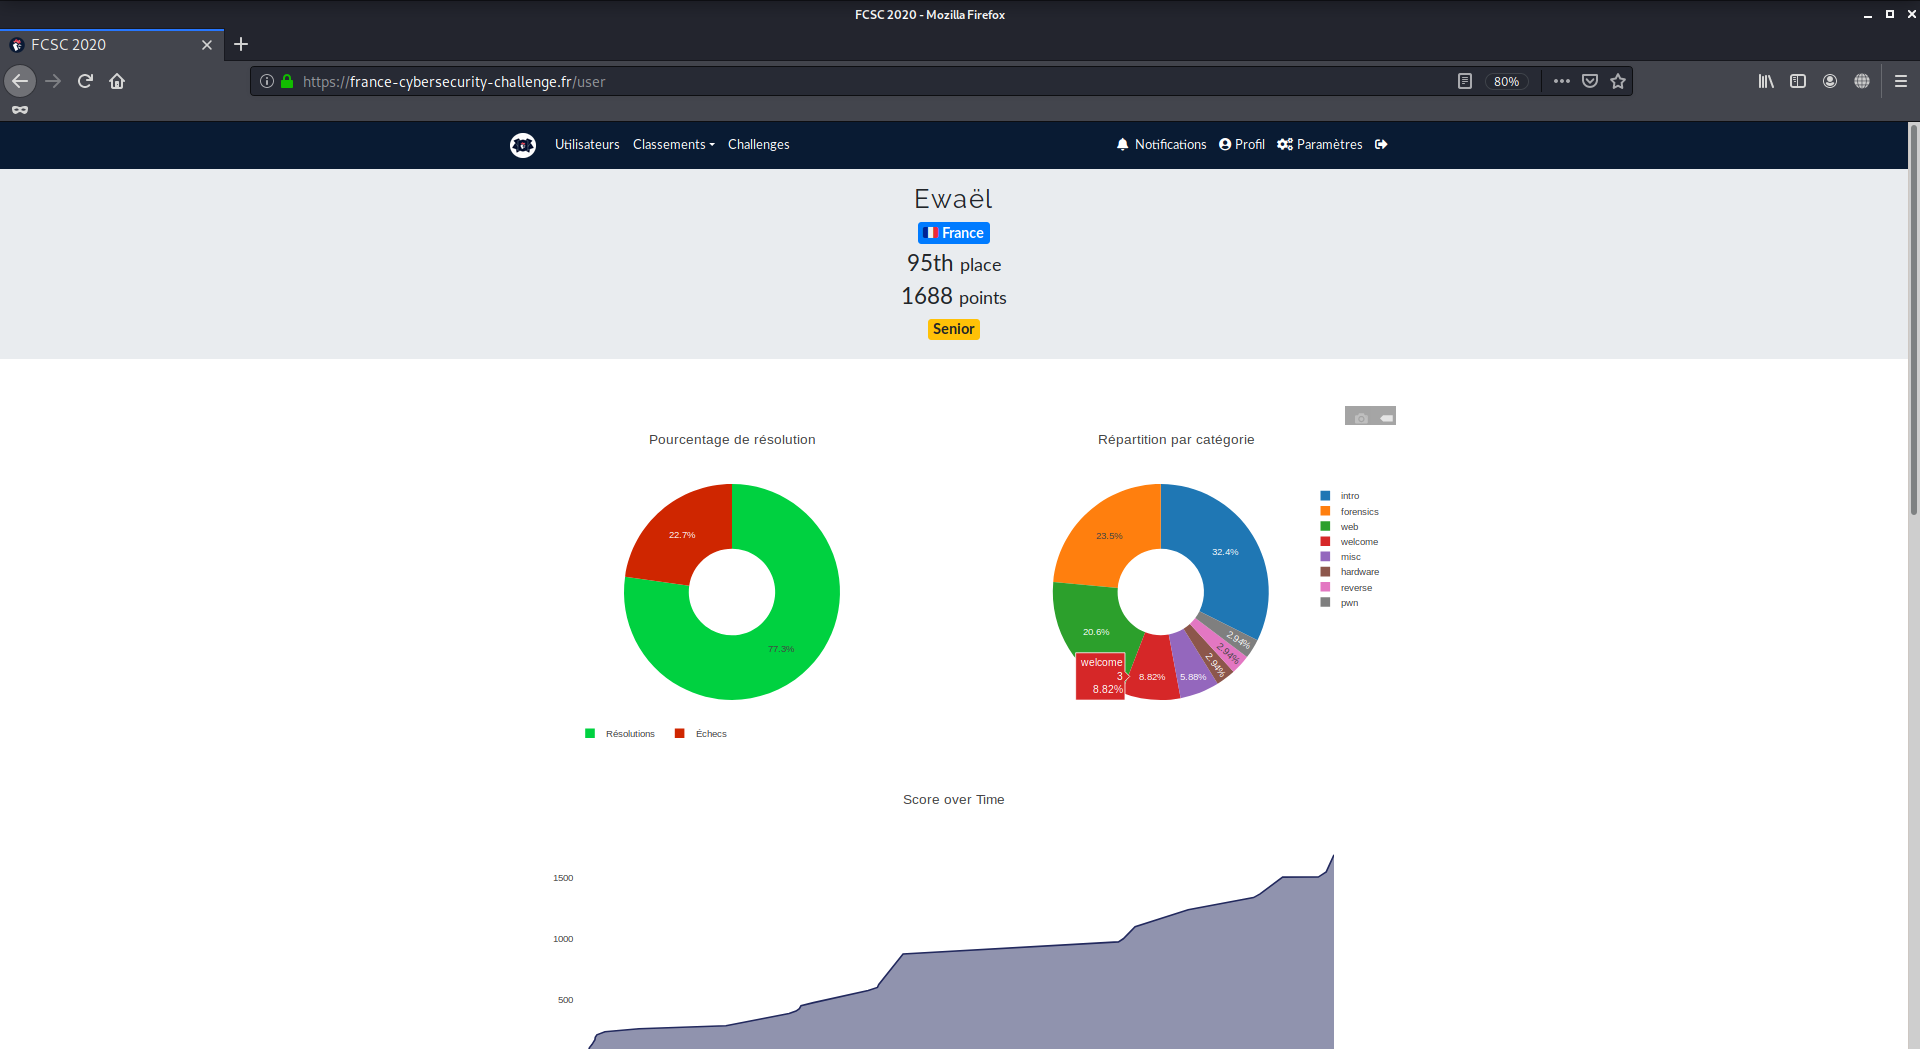 FCSC 2020 - Mozilla Firefox
FCSC 2020
https://france-cybersecurity-challenge.fr/user
80%
Utilisateurs Classements Challenges Notifications Profil Paramètres
Ewaël
France
95th place
1688 points
Senior
Pourcentage de résolution
22.7%
77.3%
Résolutions Échecs
Répartition par catégorie
32.4%
23.5%
20.6%
8.82%
5.88%
2.94%
2.94%
2.94%
welcome
3
8.82%
intro
forensics
web
welcome
misc
hardware
reverse
pwn
Score over Time
1500
1000
500